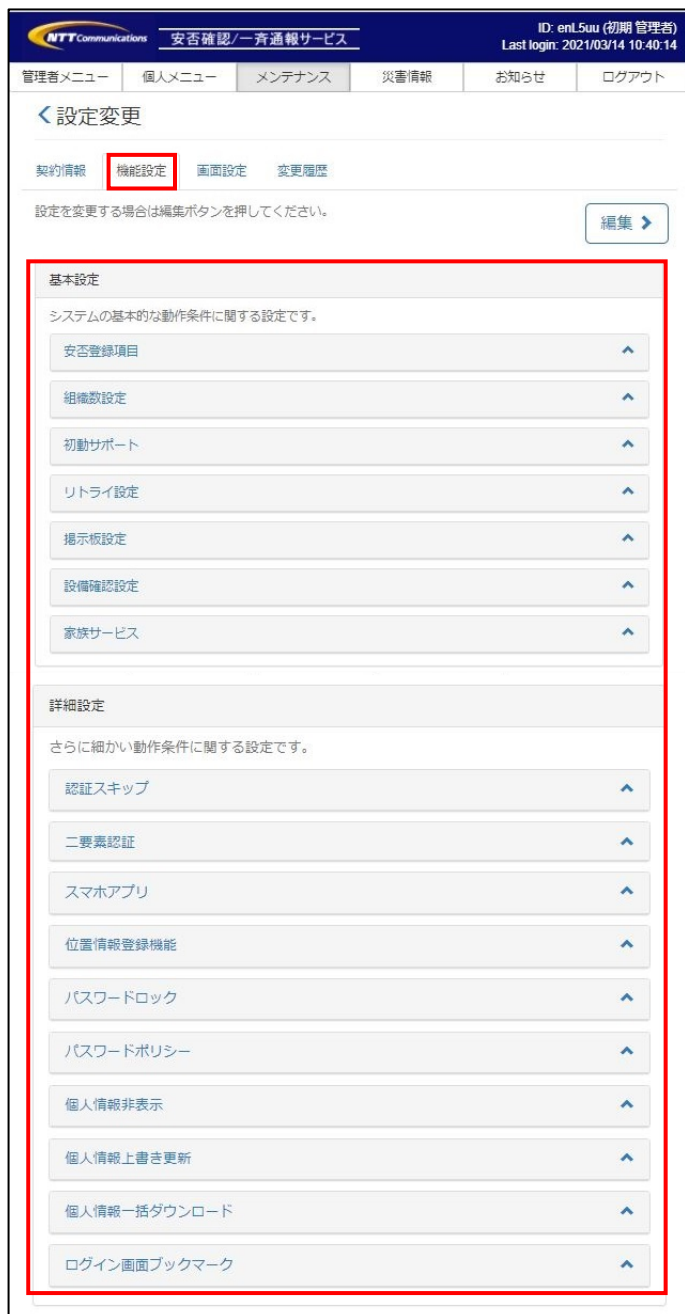 NTT Communications 安否確認/一斉通報サービス
ID: enL5uu (初期 管理者)
Last login: 2021/03/14 10:40:14
管理者メニュー 個人メニュー メンテナンス 災害情報 お知らせ ログアウト
設定変更
契約情報 機能設定 画面設定 変更履歴
設定を変更する場合は編集ボタンを押してください。
編集
基本設定
システムの基本的な動作条件に関する設定です。
安否登録項目
組織数設定
初動サポート
リトライ設定
掲示板設定
設備確認設定
家族サービス
詳細設定
さらに細かい動作条件に関する設定です。
認証スキップ
二要素認証
スマホアプリ
位置情報登録機能
パスワードロック
パスワードポリシー
個人情報非表示
個人情報上書き更新
個人情報一括ダウンロード
ログイン画面ブックマーク